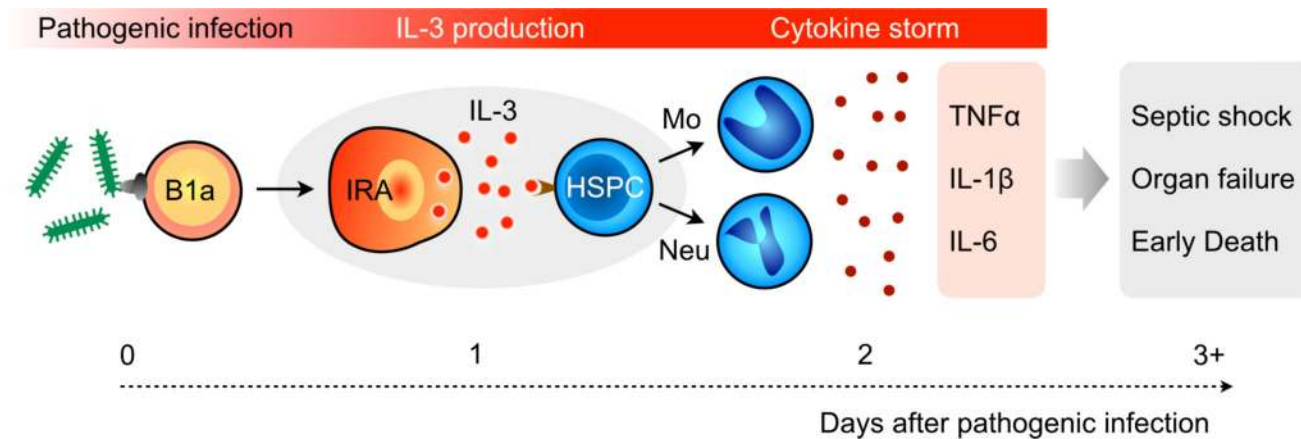 Pathogenic infection IL-3 production Cytokine storm
B1a
IRA
IL-3
HSPC
Mo
Neu
TNFα
IL-1β
IL-6
Septic shock
Organ failure
Early Death
0 1 2 3+
Days after pathogenic infection